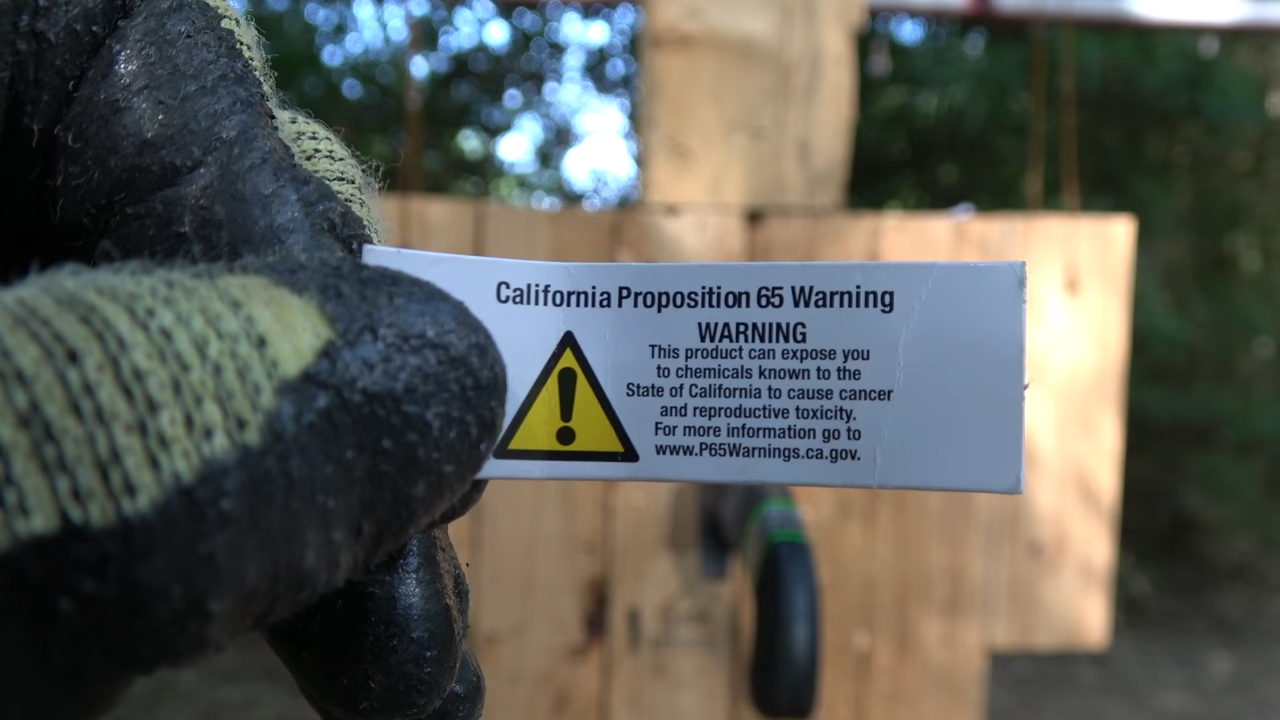 California Proposition 65 Warning
WARNING
This product can expose you
to chemicals known to the
State of California to cause cancer
and reproductive toxicity.
For more information go to
www.P65Warnings.ca.gov.